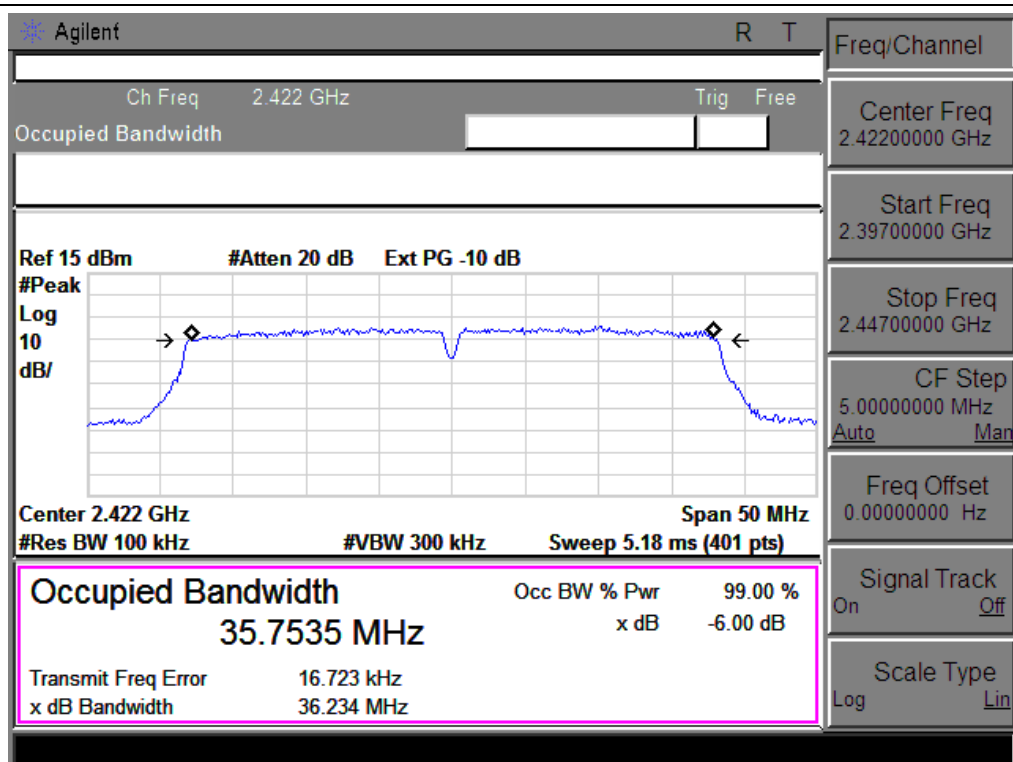 Agilent R T
Freq/Channel
Ch Freq 2.422 GHz Trig Free
Occupied Bandwidth
Center Freq
2.42200000 GHz
Start Freq
2.39700000 GHz
Stop Freq
2.44700000 GHz
CF Step
5.00000000 MHz
Auto Man
Freq Offset
0.00000000 Hz
Signal Track
On Off
Scale Type
Log Lin
Ref 15 dBm #Atten 20 dB Ext PG -10 dB
#Peak
Log
10
dB/
Center 2.422 GHz Span 50 MHz
#Res BW 100 kHz #VBW 300 kHz Sweep 5.18 ms (401 pts)
Occupied Bandwidth Occ BW % Pwr 99.00 %
35.7535 MHz x dB -6.00 dB
Transmit Freq Error 16.723 kHz
x dB Bandwidth 36.234 MHz